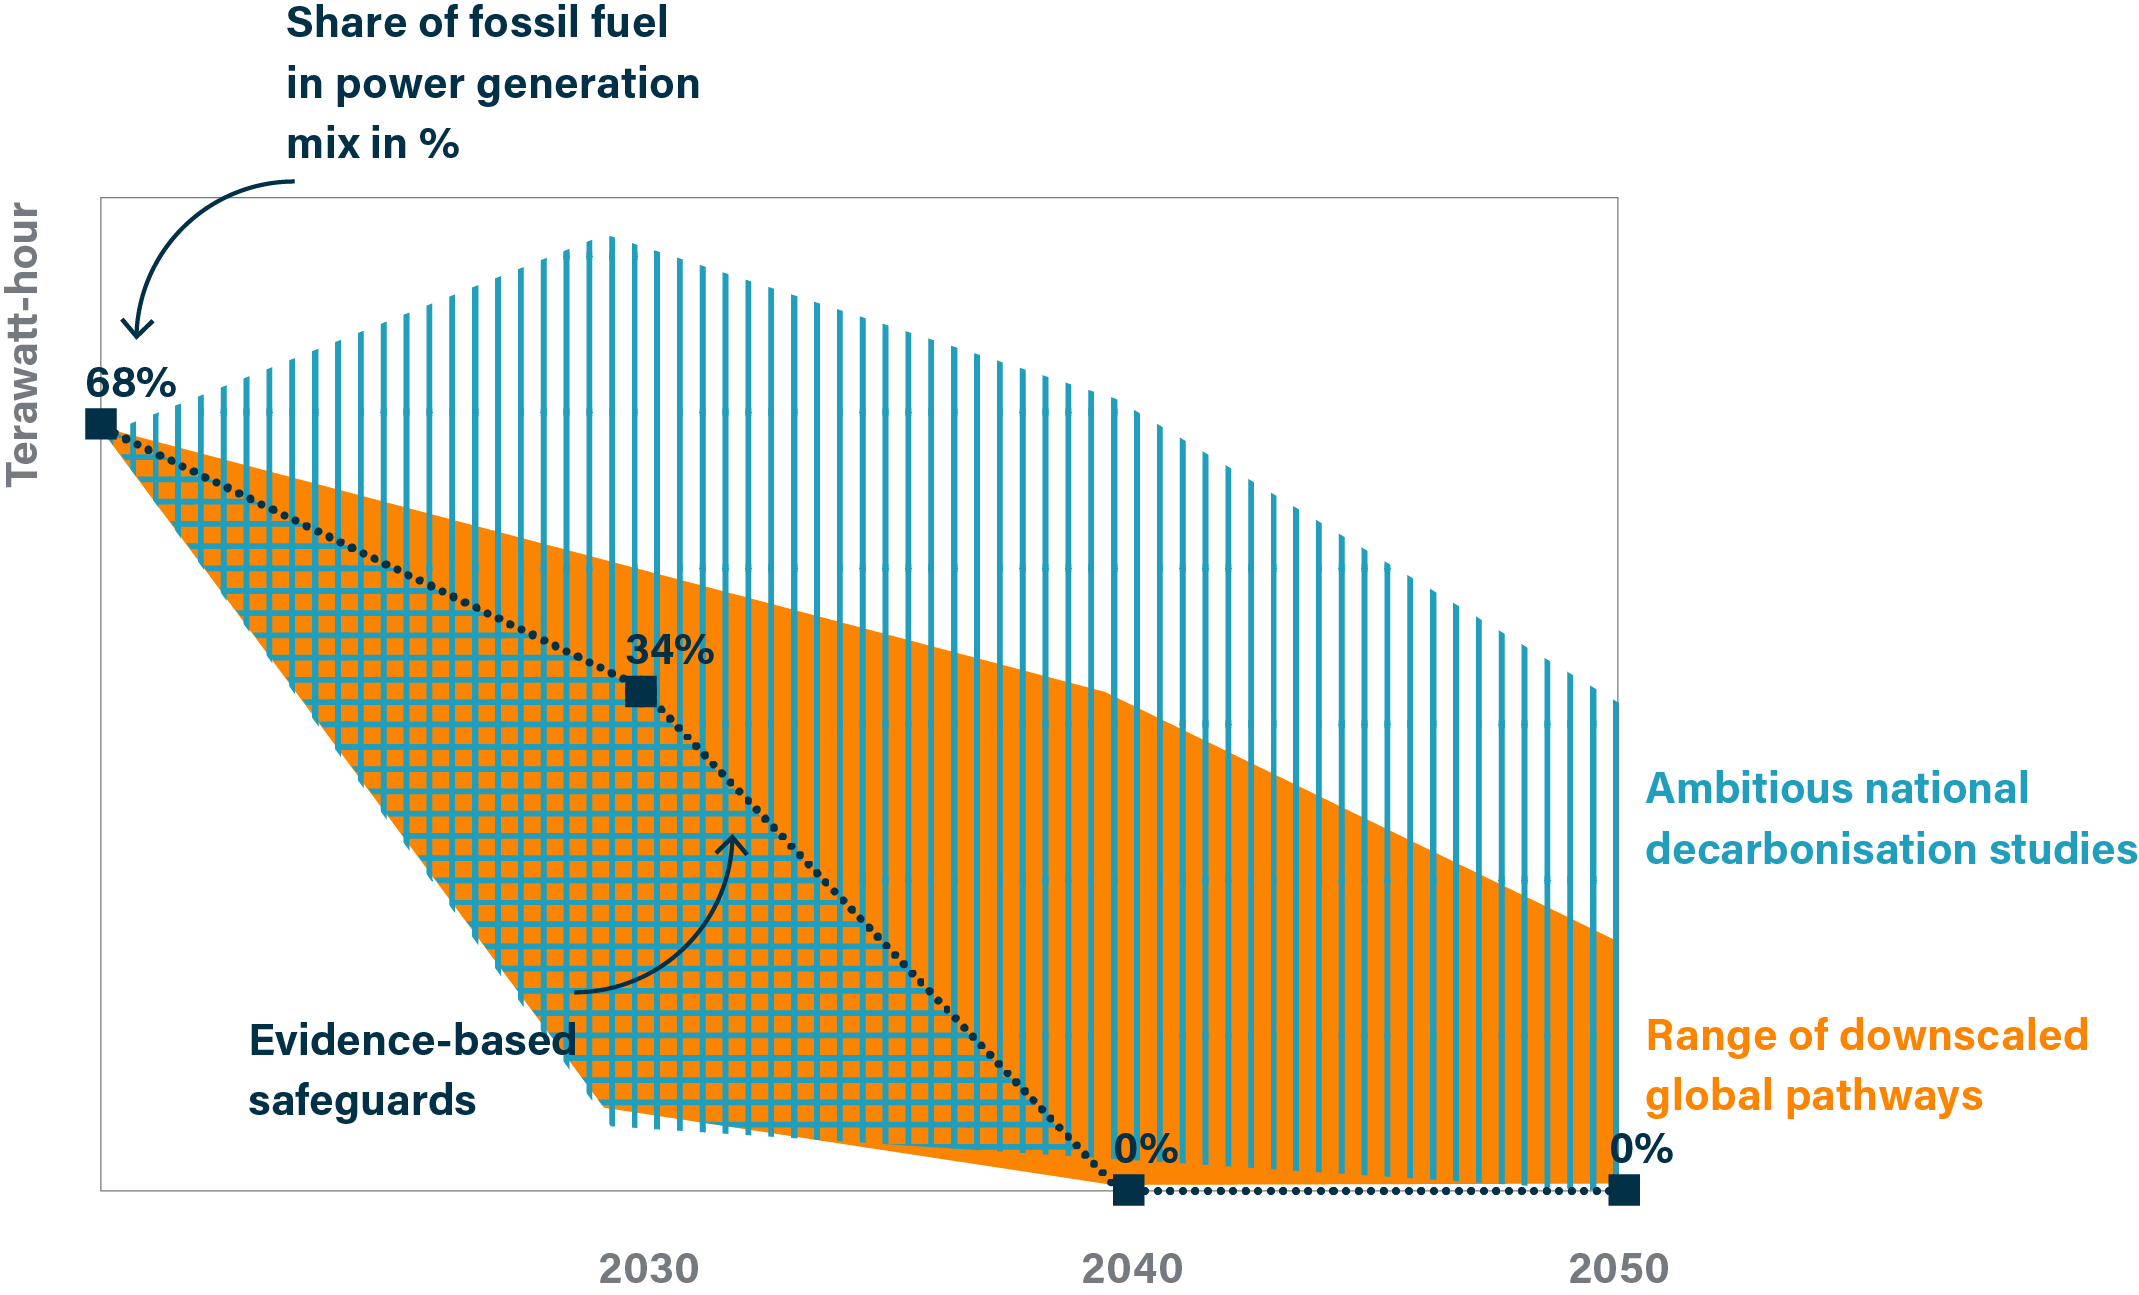 Share of fossil fuel
in power generation
mix in %
Terawatt-hour
68%
34%
Ambitious national
decarbonisation studies
Evidence-based
safeguards
Range of downscaled
global pathways
0%
0%
2030
2040
2050